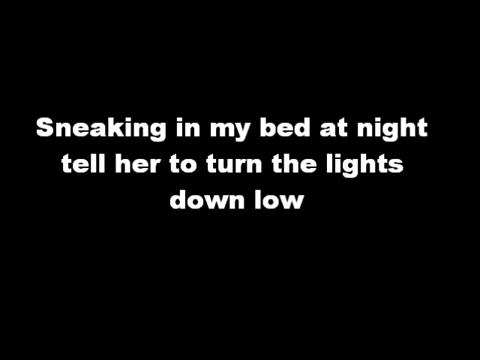 Sneaking in my bed at night
tell her to turn the lights
down low